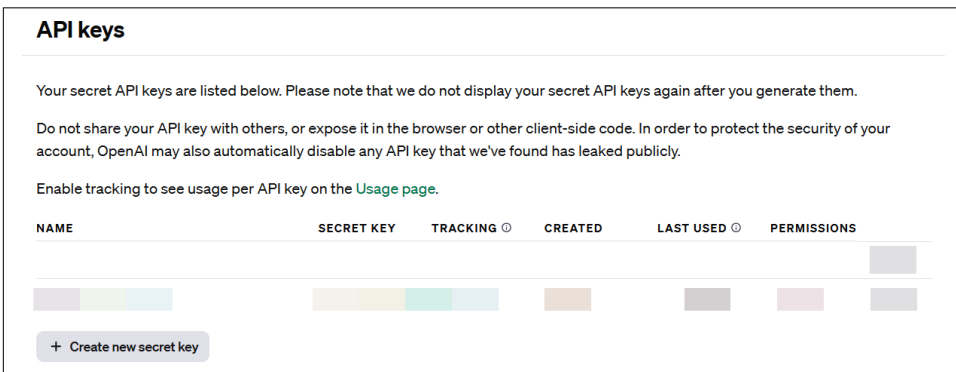 API keys
Your secret API keys are listed below. Please note that we do not display your secret API keys again after you generate them.
Do not share your API key with others, or expose it in the browser or other client-side code. In order to protect the security of your
account, OpenAI may also automatically disable any API key that we've found has leaked publicly.
Enable tracking to see usage per API key on the Usage page.
NAME SECRET KEY TRACKING CREATED LAST USED PERMISSIONS
+ Create new secret key